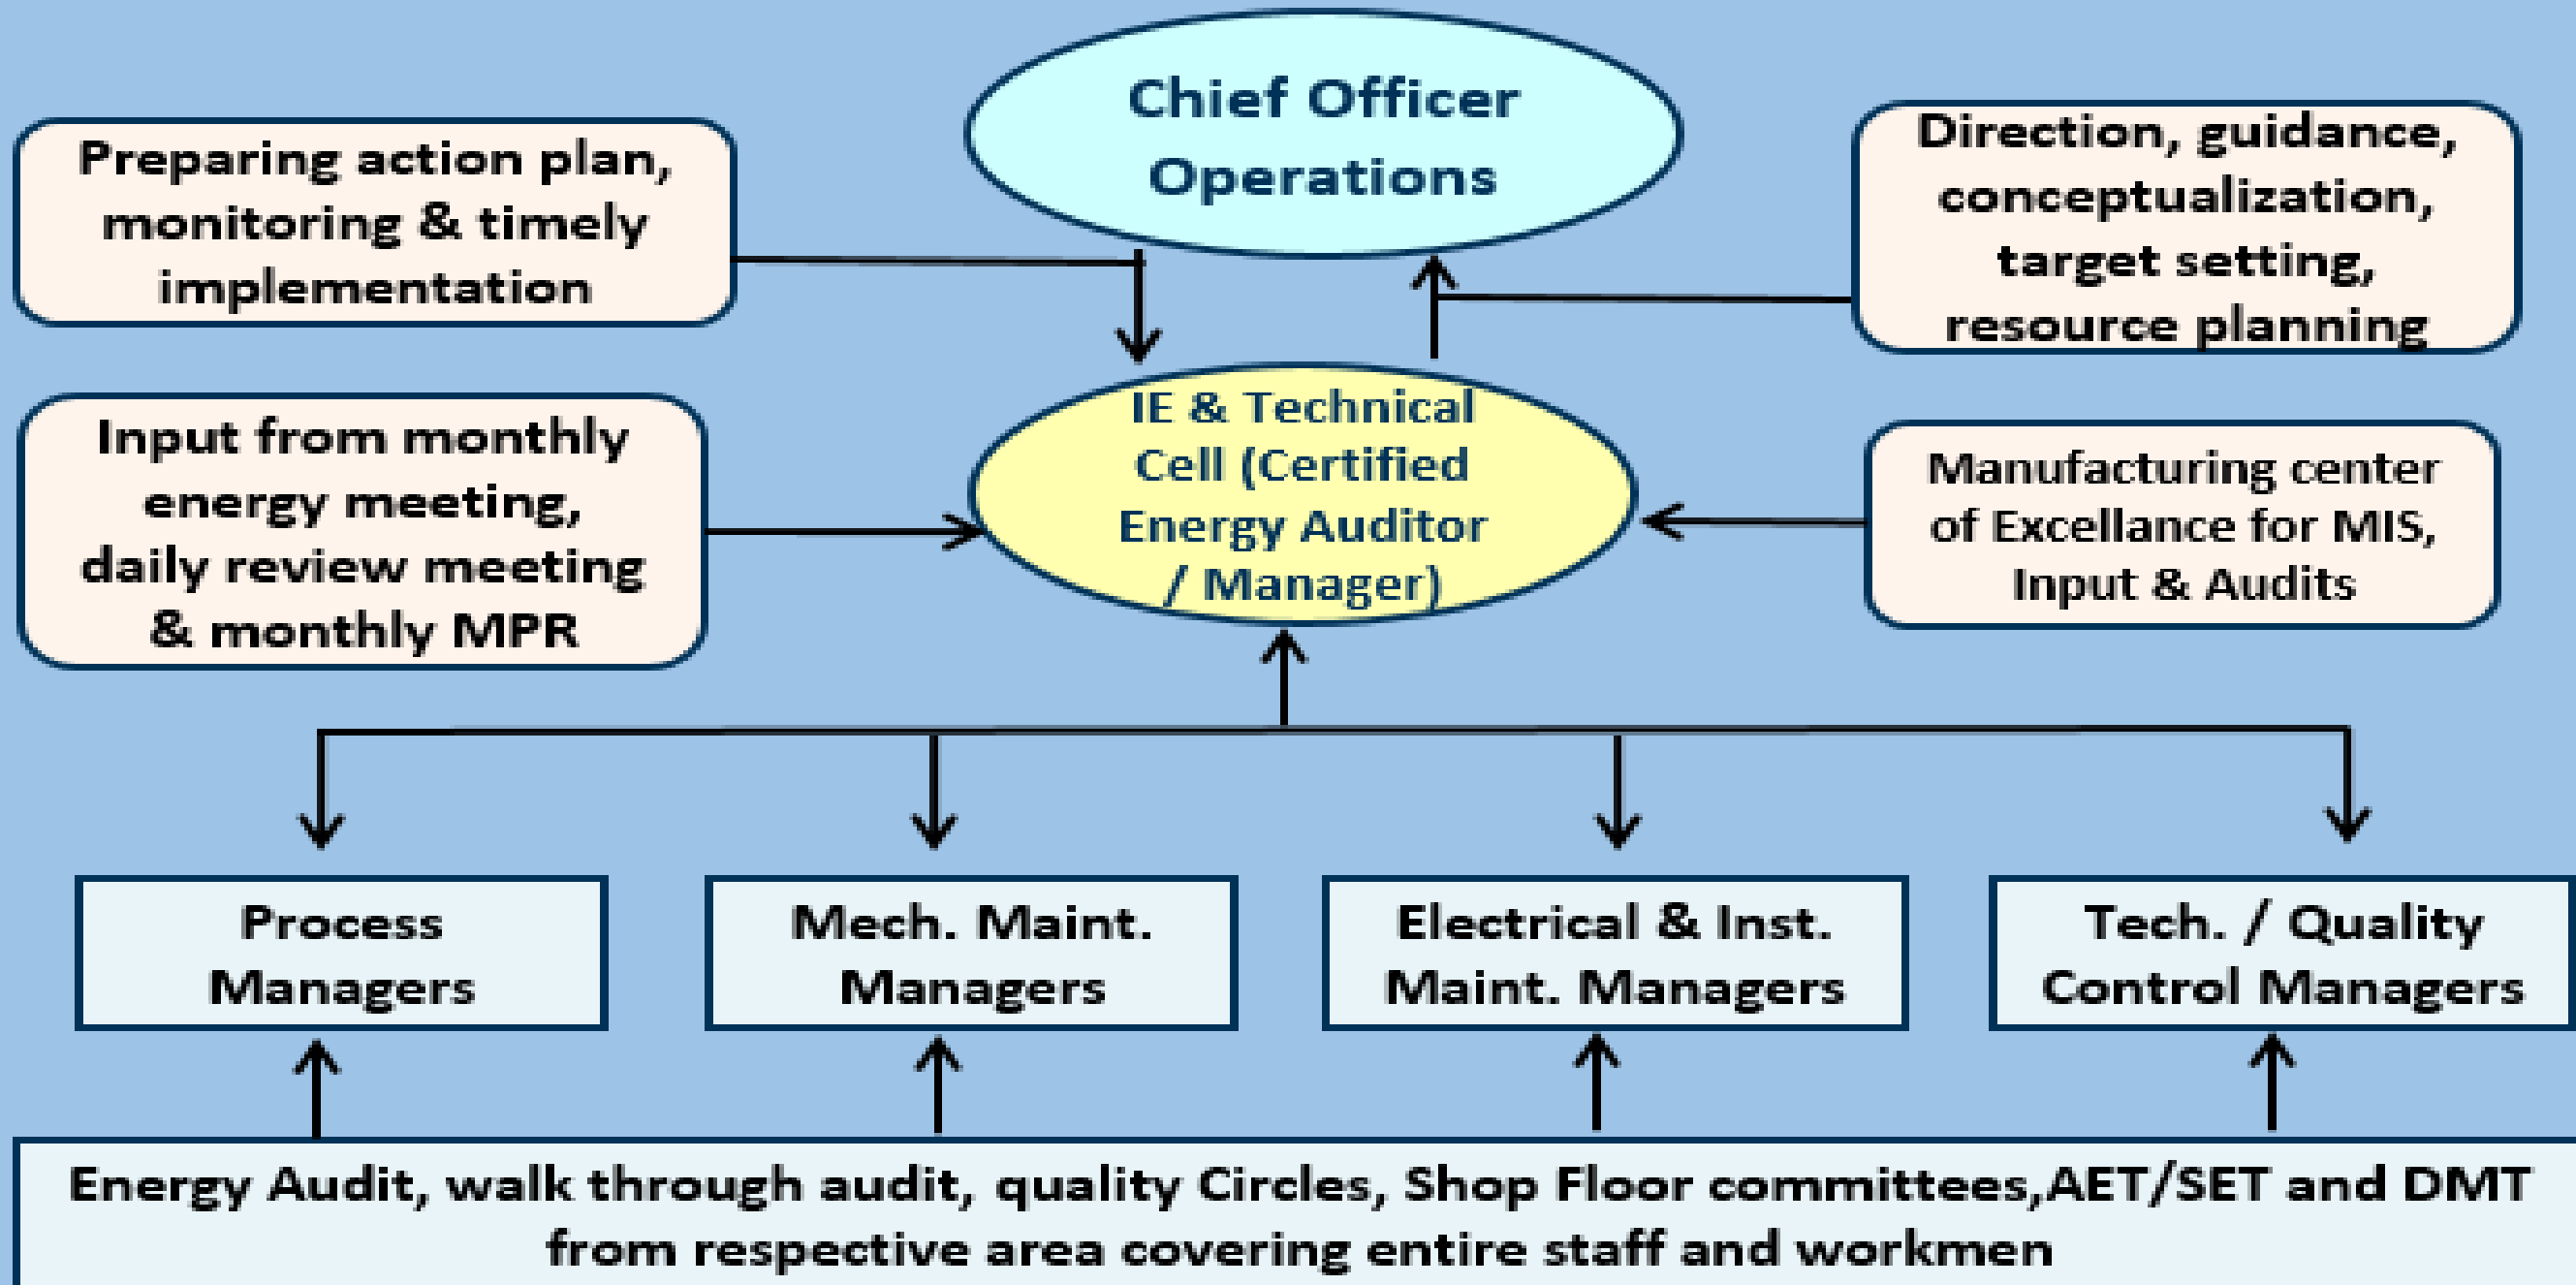 Chief Officer
Operations
Preparing action plan,
monitoring & timely
implementation
Direction, guidance,
conceptualization,
target setting,
resource planning
Input from monthly
energy meeting,
daily review meeting
& monthly MPR
IE & Technical
Cell (Certified
Energy Auditor
/ Manager)
Manufacturing center
of Excellance for MIS,
Input & Audits
Process
Managers
Mech. Maint.
Managers
Electrical & Inst.
Maint. Managers
Tech. / Quality
Control Managers
Energy Audit, walk through audit, quality Circles, Shop Floor committees,AET/SET and DMT
from respective area covering entire staff and workmen